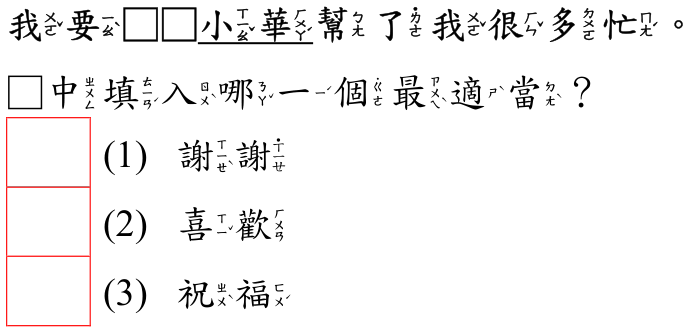 我要□□小華幫了我很多忙。
□中填入哪一個最適當？
(1) 謝謝
(2) 喜歡
(3) 祝福